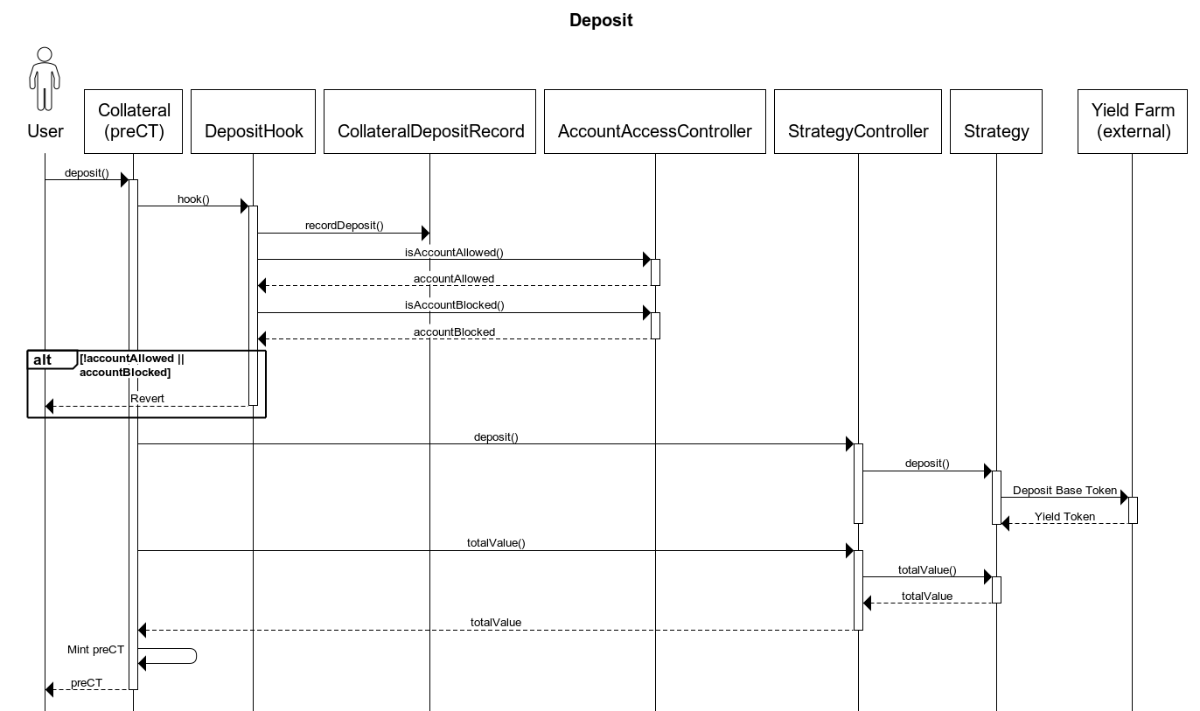 Deposit
User
Collateral
(preCT)
DepositHook
CollateralDepositRecord
AccountAccessController
StrategyController
Strategy
Yield Farm
(external)
deposit()
hook()
recordDeposit()
isAccountAllowed()
accountAllowed
isAccountBlocked()
accountBlocked
alt
[!accountAllowed ||
accountBlocked]
Revert
deposit()
deposit()
Deposit Base Token
Yield Token
totalValue()
totalValue()
totalValue
totalValue
Mint preCT
preCT